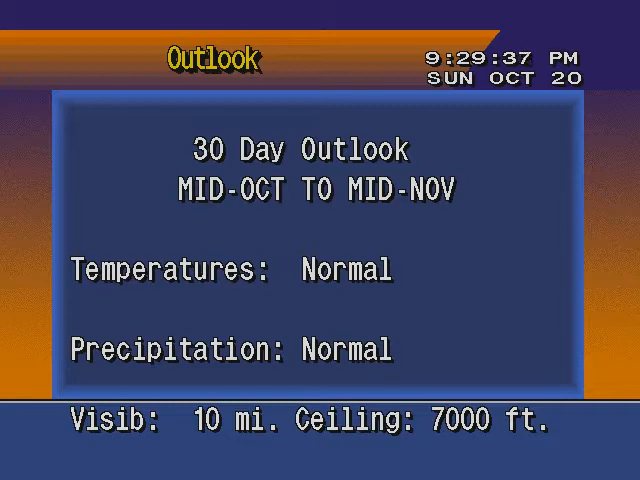 Outlook
9:29:37 PM
SUN OCT 20
30 Day Outlook
MID-OCT TO MID-NOV
Temperatures: Normal
Precipitation: Normal
Visib: 10 mi. Ceiling: 7000 ft.